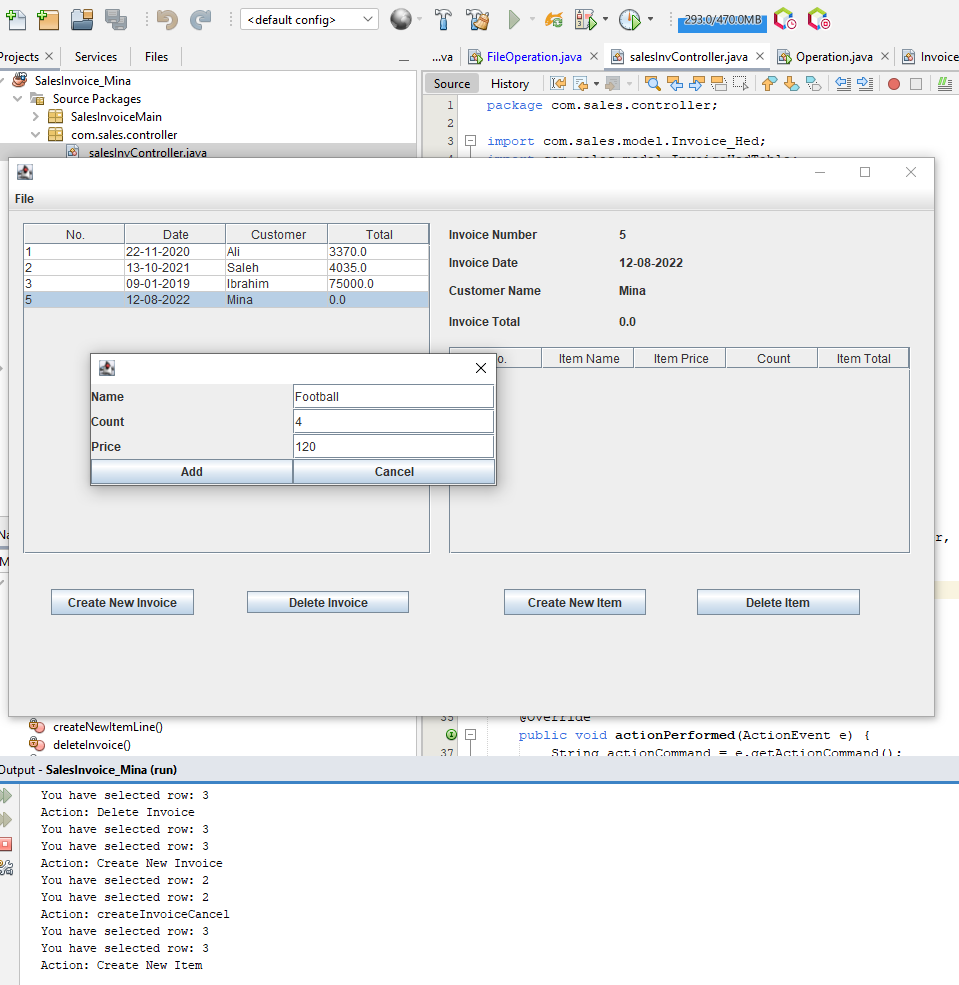 <default config>
293.0/470.0MB
Projects
Services
Files
...va
FileOperation.java
salesInvController.java
Operation.java
Invoice
SalesInvoice_Mina
Source Packages
SalesInvoiceMain
com.sales.controller
salesInvController.java
Source
History
1
package com.sales.controller;
2
3
import com.sales.model.Invoice_Hed;
File
No.
Date
Customer
Total
1
22-11-2020
Ali
3370.0
2
13-10-2021
Saleh
4035.0
3
09-01-2019
Ibrahim
75000.0
5
12-08-2022
Mina
0.0
Invoice Number
5
Invoice Date
12-08-2022
Customer Name
Mina
Invoice Total
0.0
o.
Item Name
Item Price
Count
Item Total
Name
Football
Count
4
Price
120
Add
Cancel
r,
Create New Invoice
Delete Invoice
Create New Item
Delete Item
createNewItemLine()
deleteInvoice()
@Override
public void actionPerformed(ActionEvent e) {
37
String actionCommand = e.getActionCommand();
Output - SalesInvoice_Mina (run)
You have selected row: 3
Action: Delete Invoice
You have selected row: 3
You have selected row: 3
Action: Create New Invoice
You have selected row: 2
You have selected row: 2
Action: createInvoiceCancel
You have selected row: 3
You have selected row: 3
Action: Create New Item